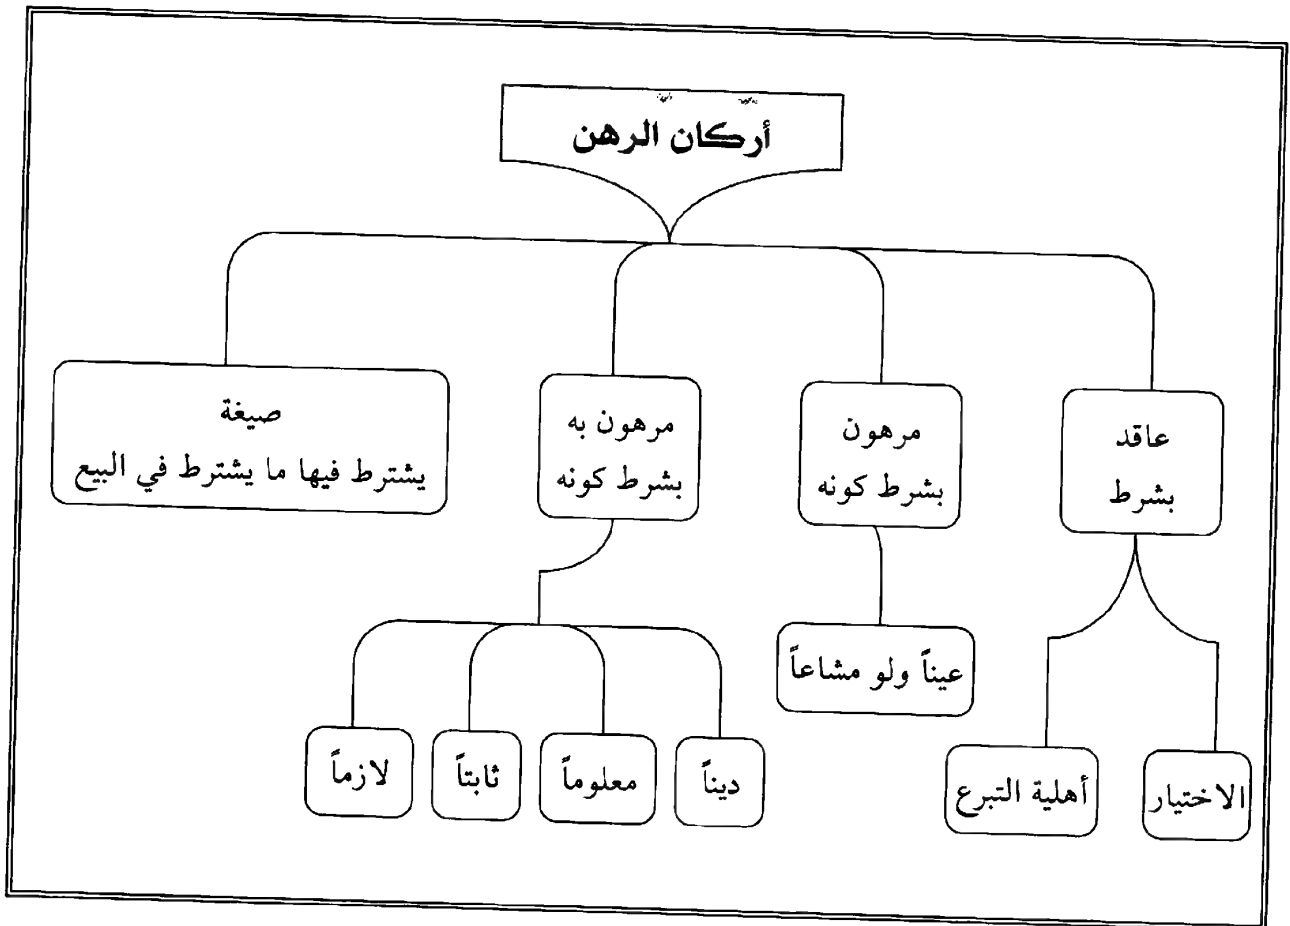 أركان الرهن
عاقد
بشرط
مرهون
بشرط كونه
مرهون به
بشرط كونه
صيغة
يشترط فيها ما يشترط في البيع
الاختيار
أهلية التبرع
عيناً ولو مشاعاً
ديناً
معلوماً
ثابتاً
لازماً